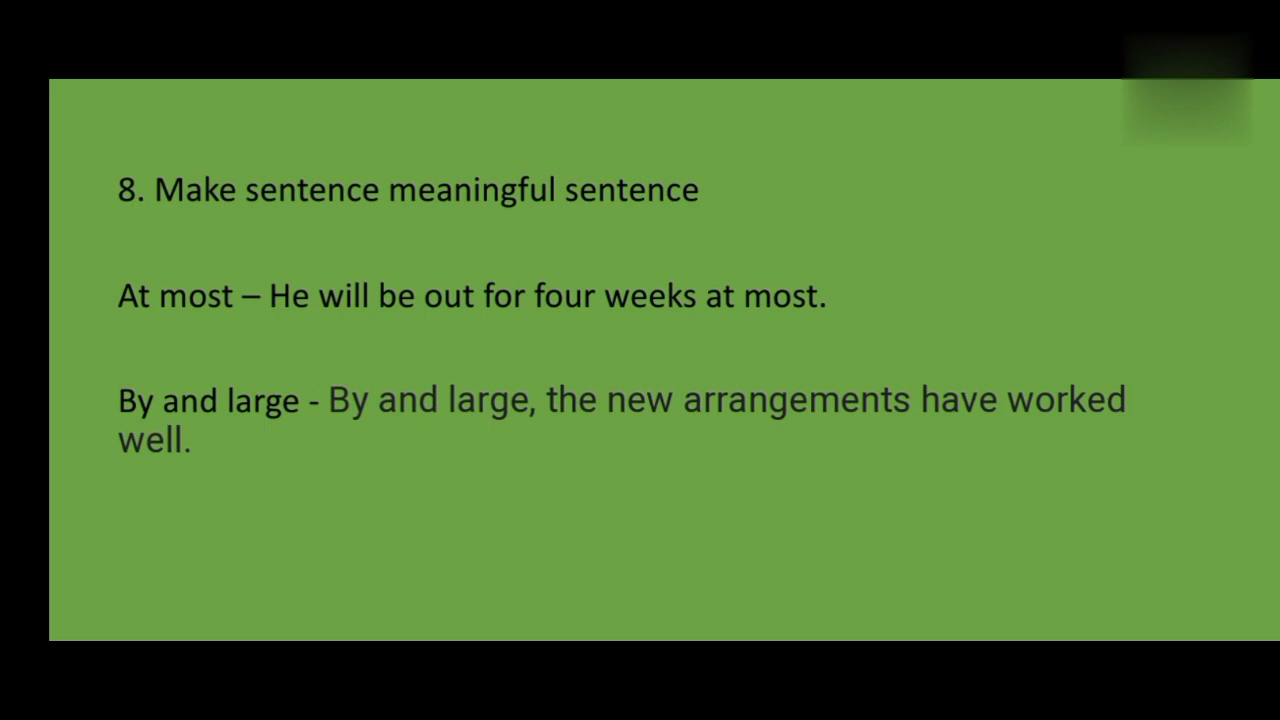 8. Make sentence meaningful sentence
At most – He will be out for four weeks at most.
By and large - By and large, the new arrangements have worked
well.